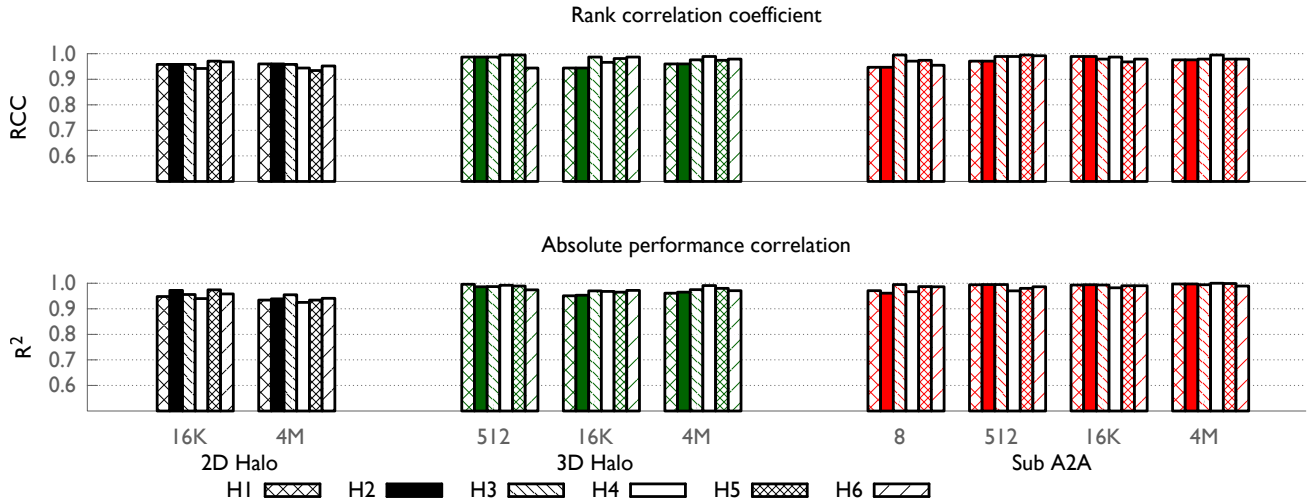 Rank correlation coefficient
RCC
1.0
0.9
0.8
0.7
0.6
Absolute performance correlation
R²
1.0
0.9
0.8
0.7
0.6
16K 4M 512 16K 4M 8 512 16K 4M
2D Halo 3D Halo Sub A2A
H1 H2 H3 H4 H5 H6